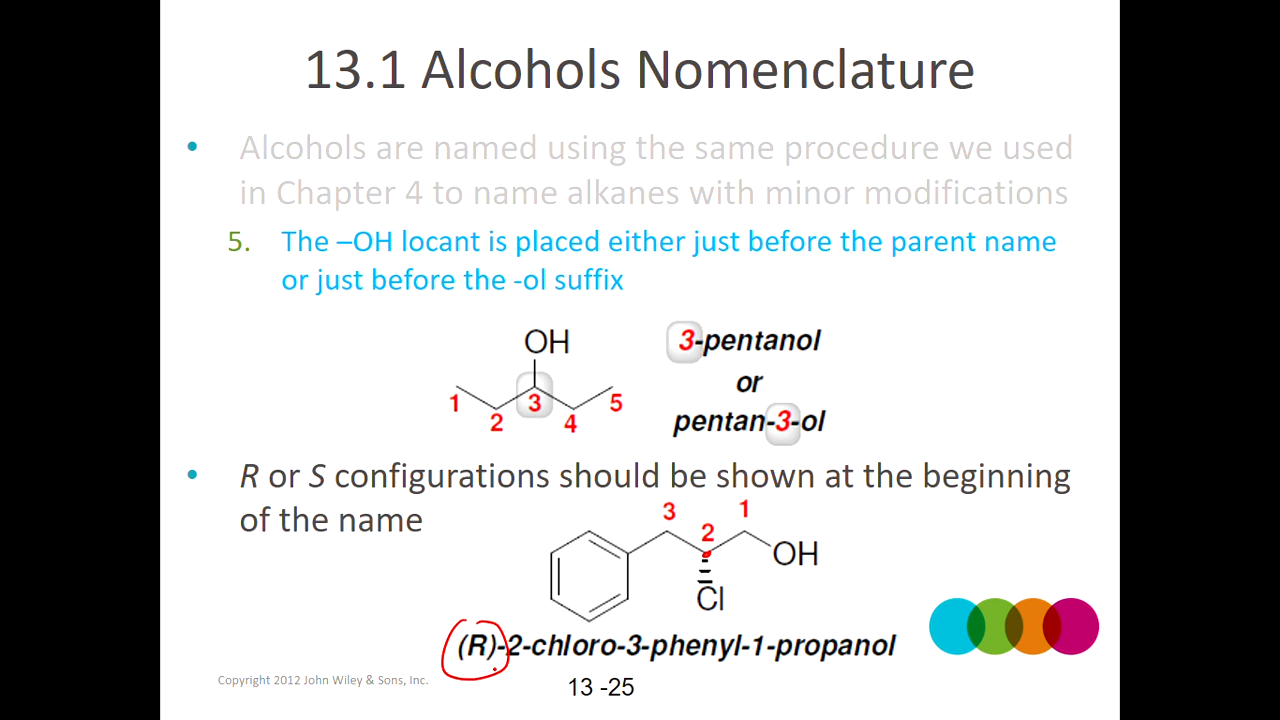 13.1 Alcohols Nomenclature
• Alcohols are named using the same procedure we used
in Chapter 4 to name alkanes with minor modifications
5. The –OH locant is placed either just before the parent name
or just before the -ol suffix
OH
1 2 3 4 5
3-pentanol
or
pentan-3-ol
• R or S configurations should be shown at the beginning
of the name
3 2 1
OH
Cl
(R)-2-chloro-3-phenyl-1-propanol
Copyright 2012 John Wiley & Sons, Inc.
13 -25